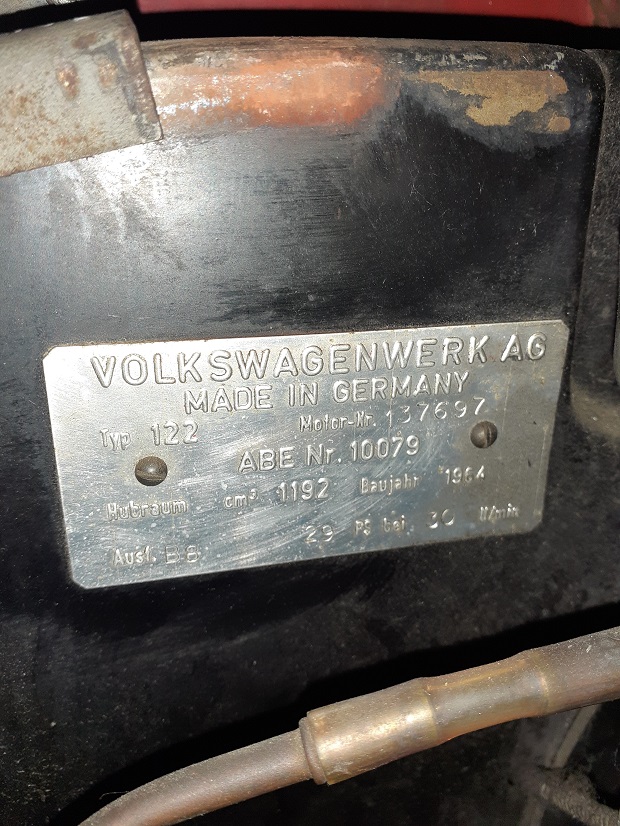 VOLKSWAGENWERK AG
MADE IN GERMANY
Typ 122 Motor-Nr. 137697
ABE Nr. 10079
Hubraum cm³ 1192 Baujahr 1964
29 PS bei 30 U/min
Ausf. B8